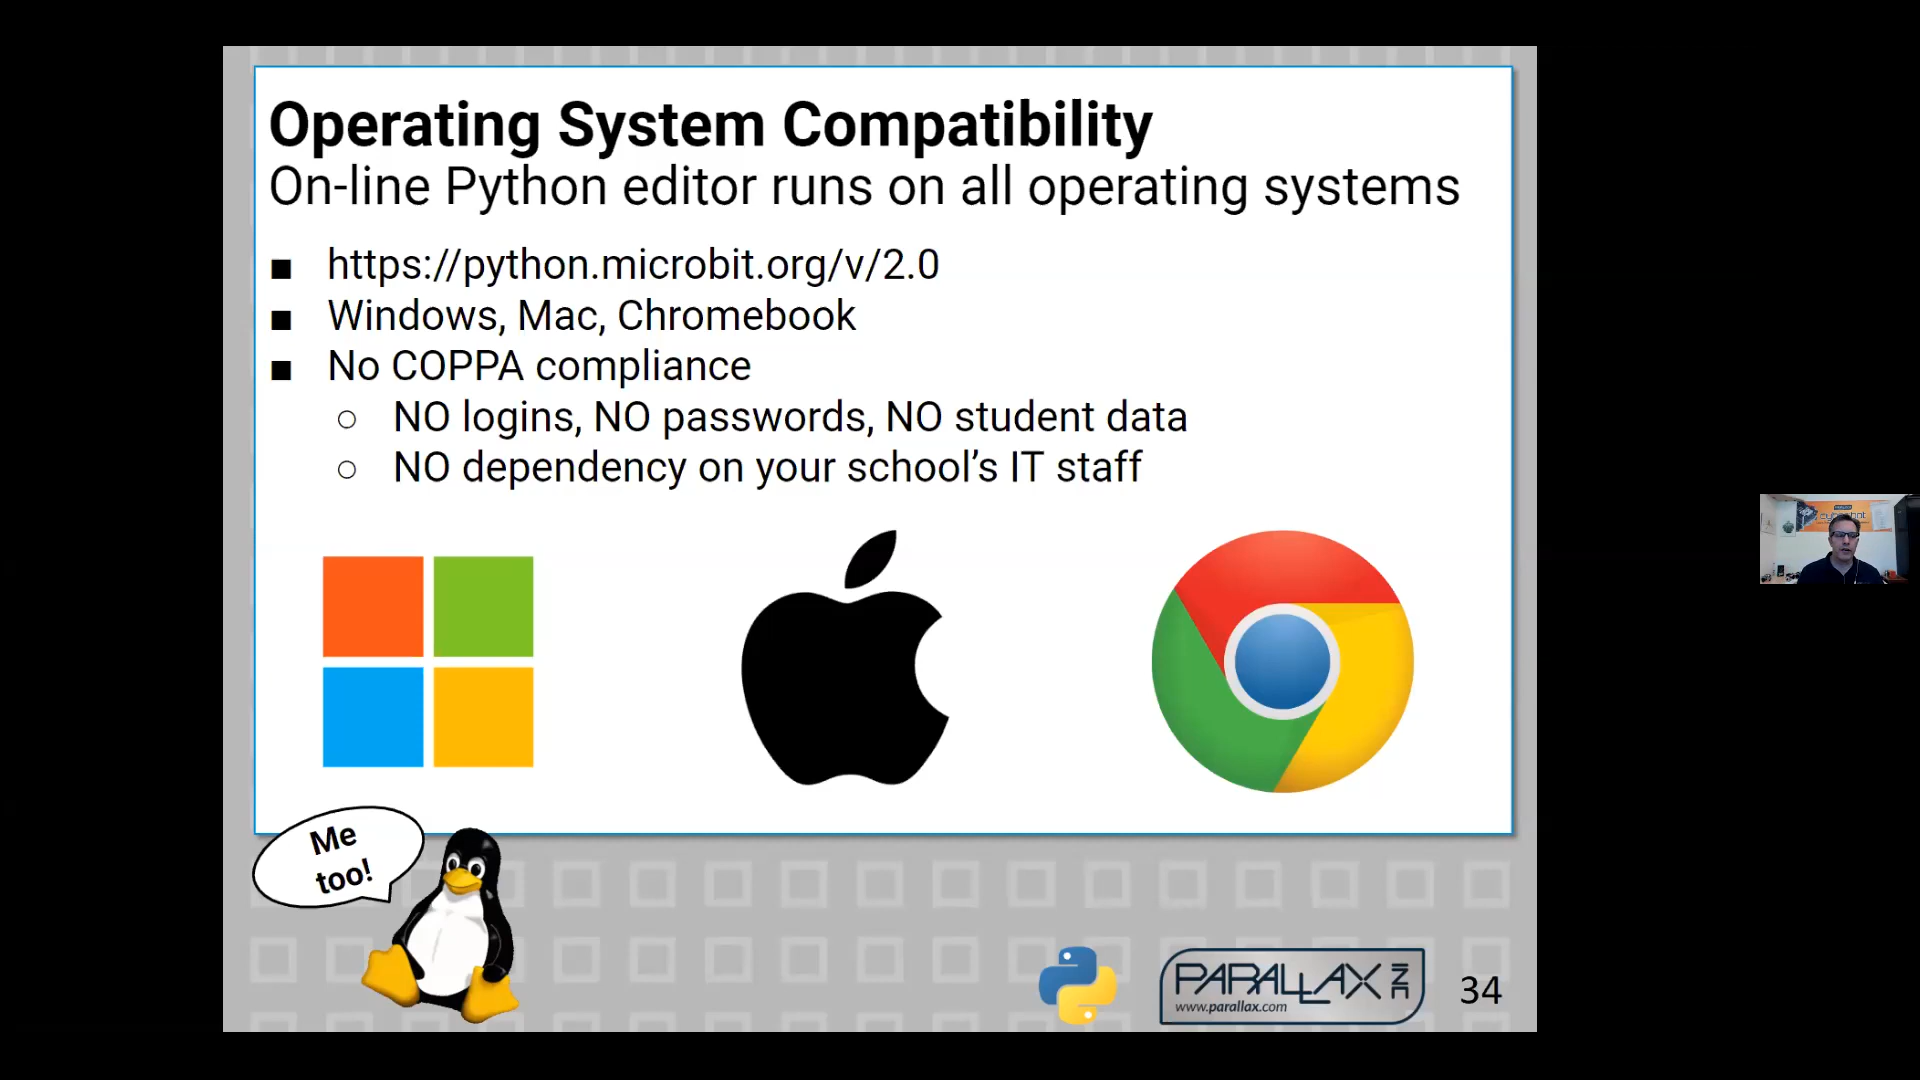 Operating System Compatibility
On-line Python editor runs on all operating systems
■ https://python.microbit.org/v/2.0
■ Windows, Mac, Chromebook
■ No COPPA compliance
○ NO logins, NO passwords, NO student data
○ NO dependency on your school’s IT staff
Me
too!
PARALLAX INC
www.parallax.com
34